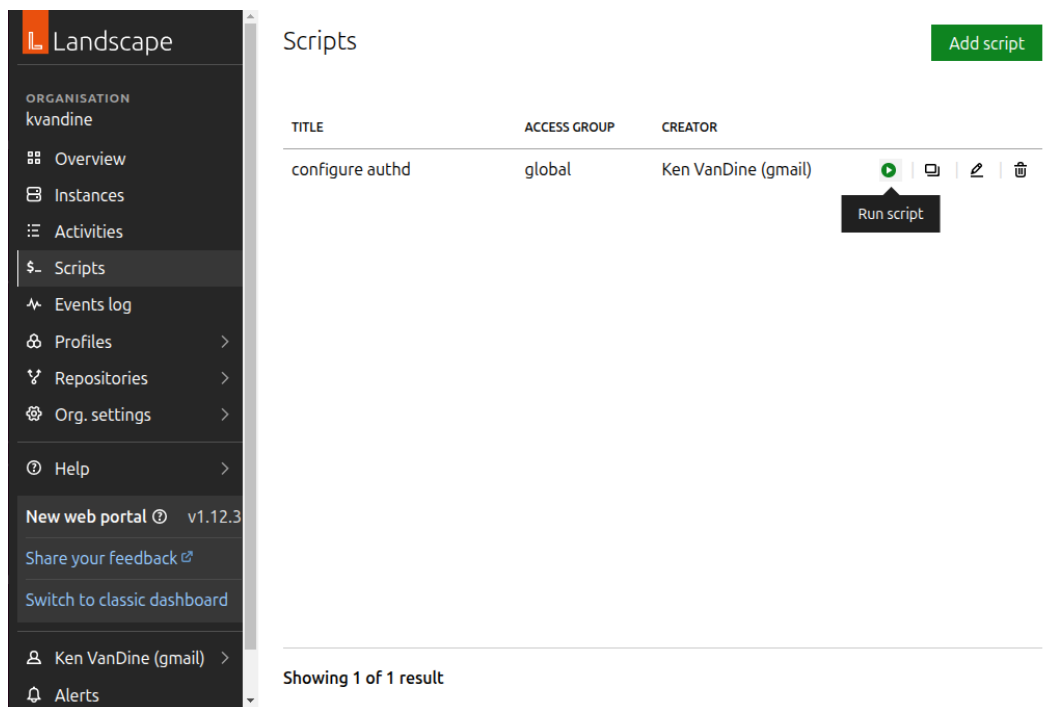 Landscape
ORGANISATION
kvandine
Overview
Instances
Activities
$_ Scripts
Events log
Profiles
Repositories
Org. settings
Help
New web portal v1.12.3
Share your feedback
Switch to classic dashboard
Ken VanDine (gmail)
Alerts
Scripts
Add script
TITLE ACCESS GROUP CREATOR
configure authd global Ken VanDine (gmail)
Run script
Showing 1 of 1 result